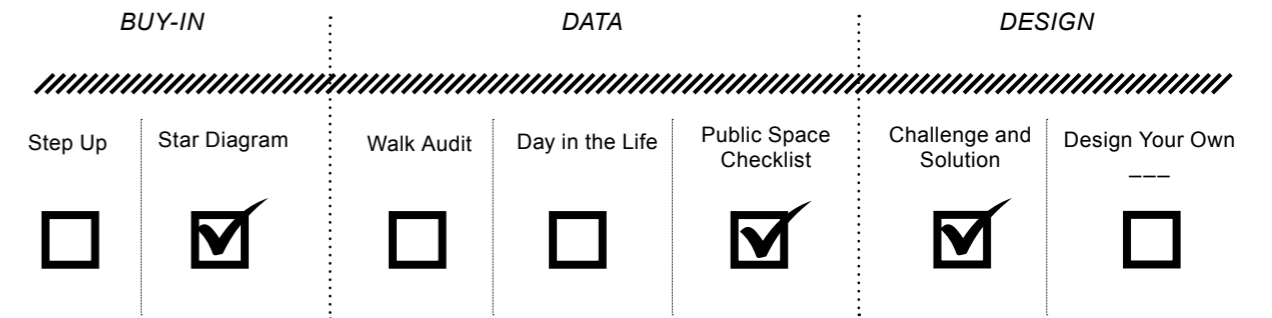 BUY-IN
DATA
DESIGN
Step Up
Star Diagram
Walk Audit
Day in the Life
Public Space
Checklist
Challenge and
Solution
Design Your Own
___